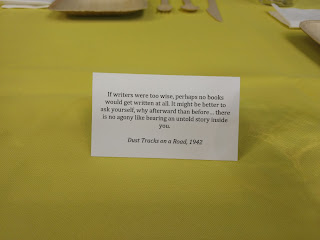 If writers were too wise, perhaps no books
would get written at all. It might be better to
ask yourself, why afterward than before... there
is no agony like bearing an untold story inside
you.
Dust Tracks on a Road, 1942